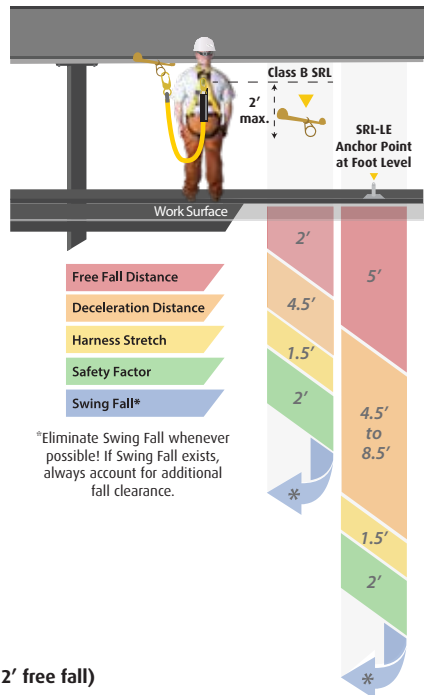 Class B SRL
2’
max.
SRL-LE
Anchor Point
at Foot Level
Work Surface
Free Fall Distance
Deceleration Distance
Harness Stretch
Safety Factor
Swing Fall*
*Eliminate Swing Fall whenever
possible! If Swing Fall exists,
always account for additional
fall clearance.
2’
4.5’
1.5’
2’
*
5’
4.5’
to
8.5’
1.5’
2’
*
2’ free fall)